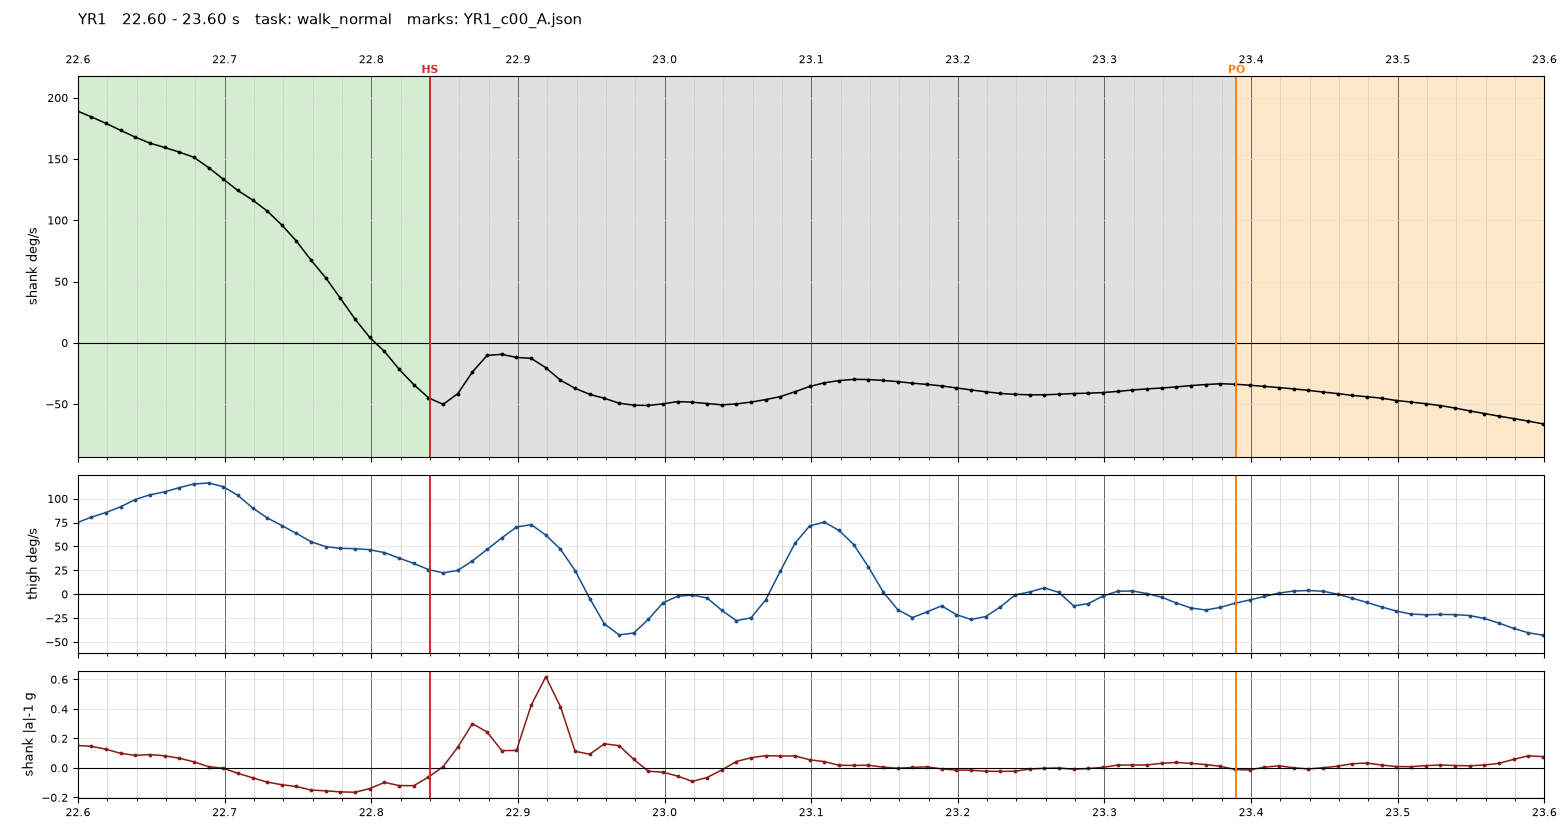 YR1   22.60 - 23.60 s   task: walk_normal   marks: YR1_c00_A.json
22.6 22.7 22.8 22.9 23.0 23.1 23.2 23.3 23.4 23.5 23.6
HS PO
shank deg/s
200
150
100
50
0
−50
thigh deg/s
100
75
50
25
0
−25
−50
shank |a|-1 g
0.6
0.4
0.2
0.0
−0.2
22.6 22.7 22.8 22.9 23.0 23.1 23.2 23.3 23.4 23.5 23.6